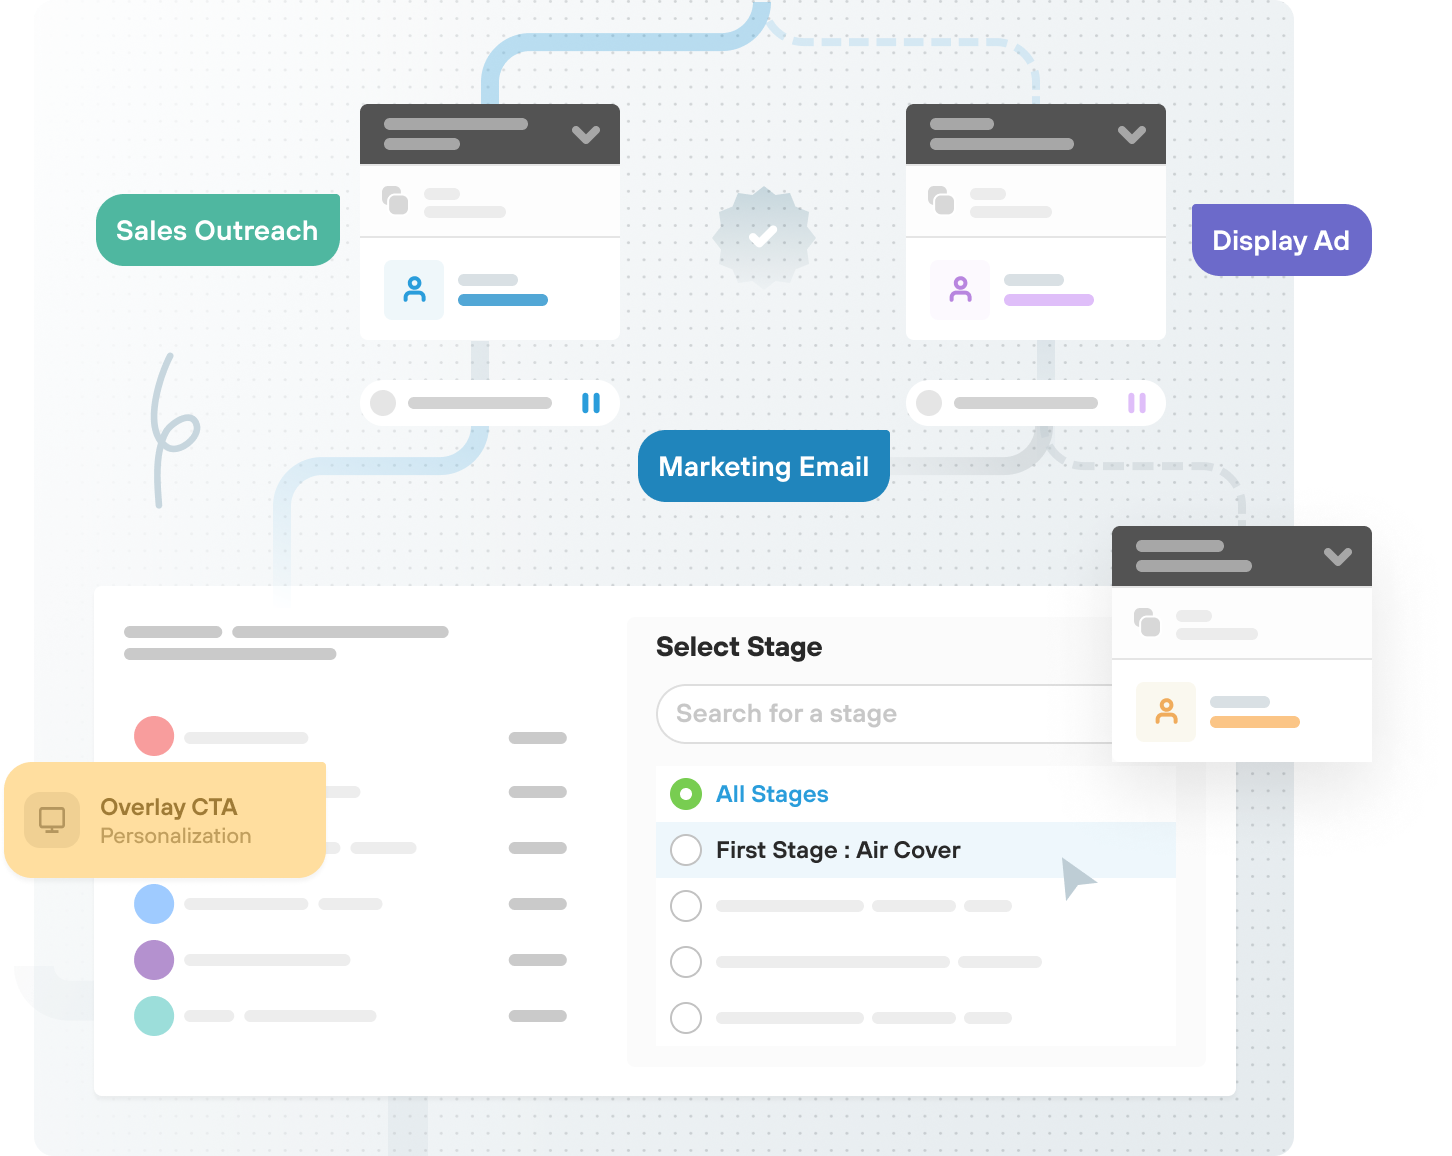 Sales Outreach
Display Ad
Marketing Email
Select Stage
Search for a stage
All Stages
First Stage : Air Cover
Overlay CTA
Personalization